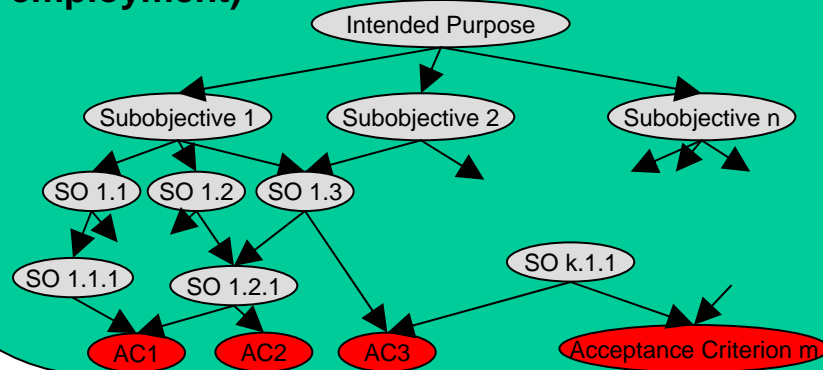 employment)
Intended Purpose
Subobjective 1
Subobjective 2
Subobjective n
SO 1.1
SO 1.2
SO 1.3
SO 1.1.1
SO 1.2.1
SO k.1.1
AC1
AC2
AC3
Acceptance Criterion m